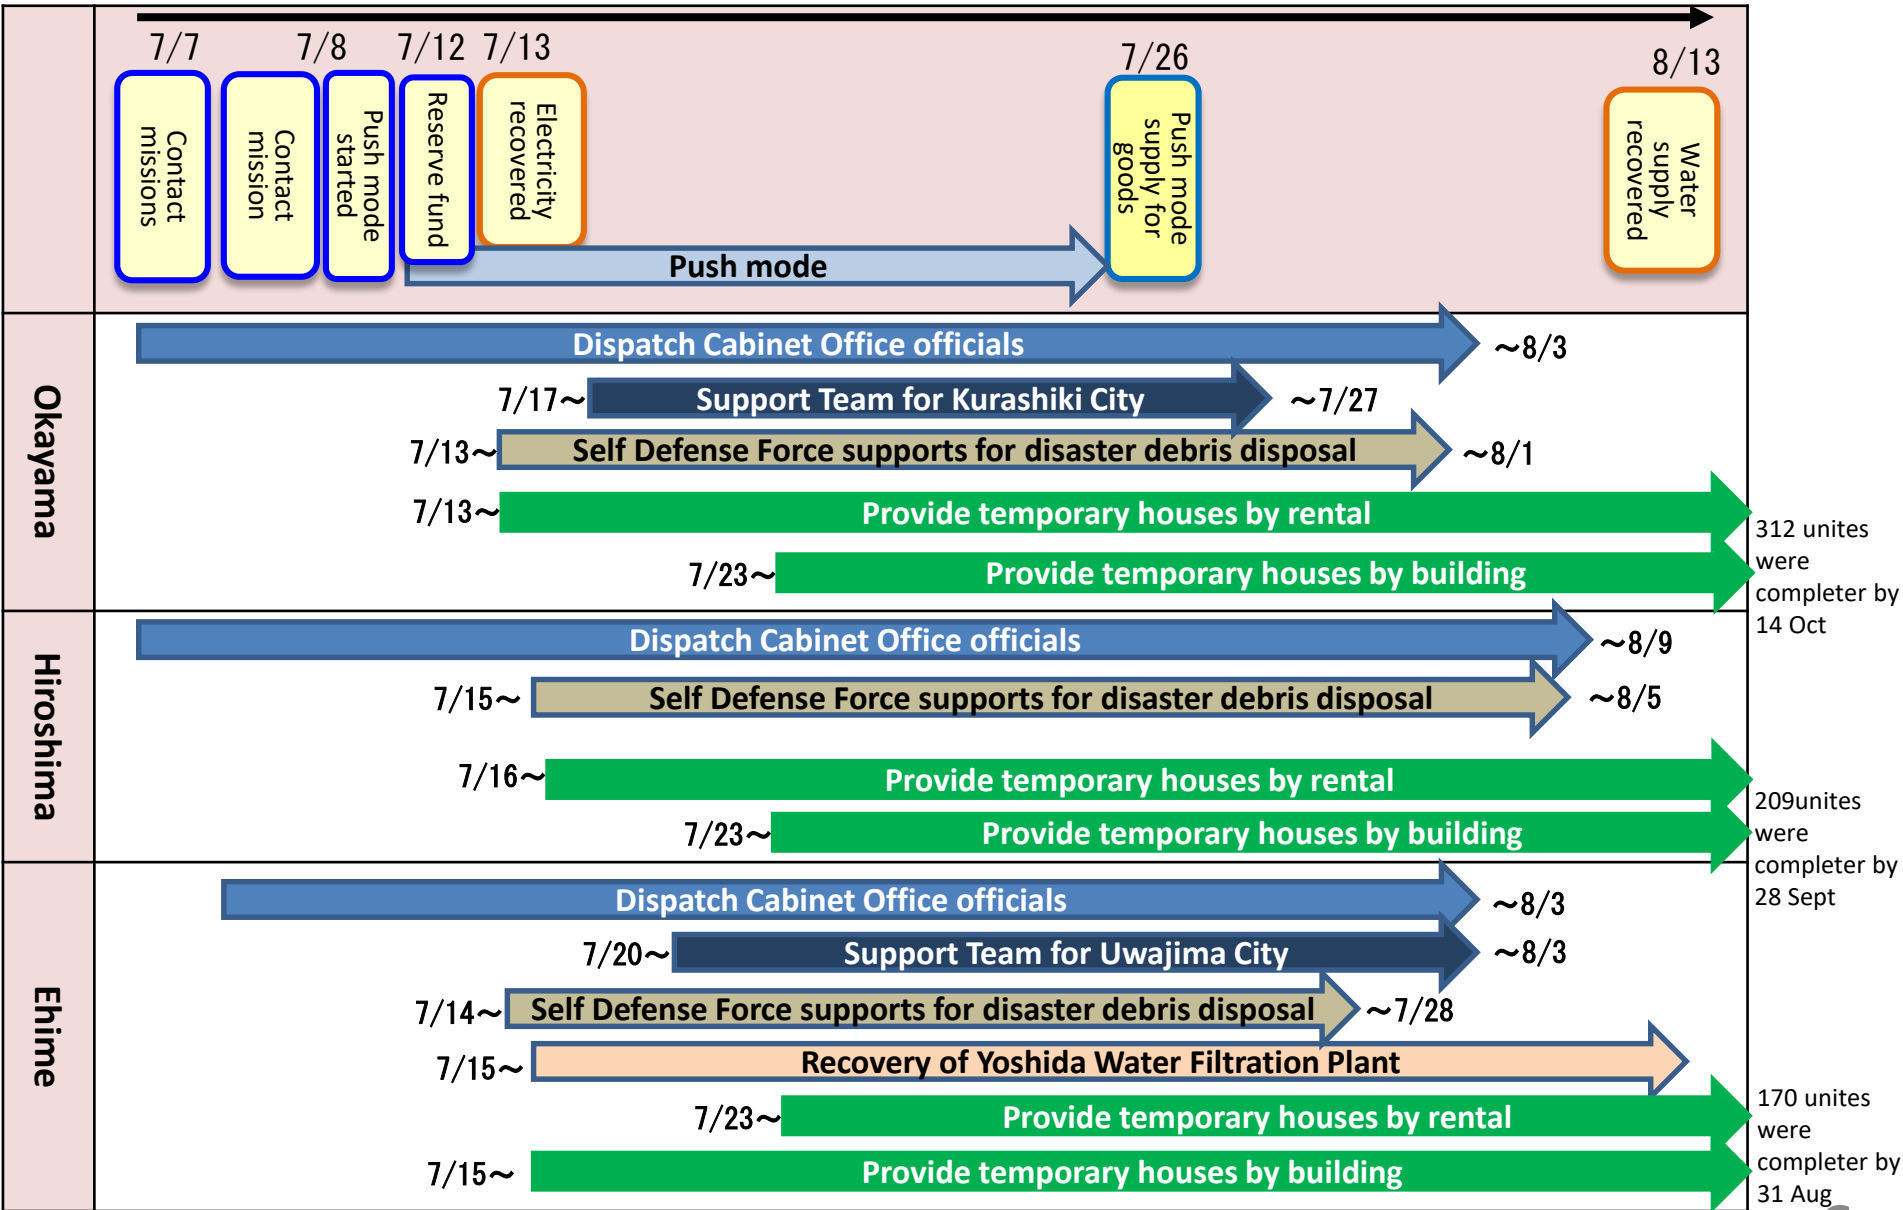 7/7
7/8
7/12
7/13
7/26
8/13
Contact
missions
Contact
mission
Push mode
started
Reserve fund
Electricity
recovered
Push mode
supply for
goods
Water
supply
recovered
Push mode
Okayama
Dispatch Cabinet Office officials
~8/3
7/17~
Support Team for Kurashiki City
~7/27
7/13~
Self Defense Force supports for disaster debris disposal
~8/1
7/13~
Provide temporary houses by rental
7/23~
Provide temporary houses by building
312 unites
were
completer by
14 Oct
Hiroshima
Dispatch Cabinet Office officials
~8/9
7/15~
Self Defense Force supports for disaster debris disposal
~8/5
7/16~
Provide temporary houses by rental
7/23~
Provide temporary houses by building
209unites
were
completer by
28 Sept
Ehime
Dispatch Cabinet Office officials
~8/3
7/20~
Support Team for Uwajima City
~8/3
7/14~
Self Defense Force supports for disaster debris disposal
~7/28
7/15~
Recovery of Yoshida Water Filtration Plant
7/23~
Provide temporary houses by rental
7/15~
Provide temporary houses by building
170 unites
were
completer by
31 Aug